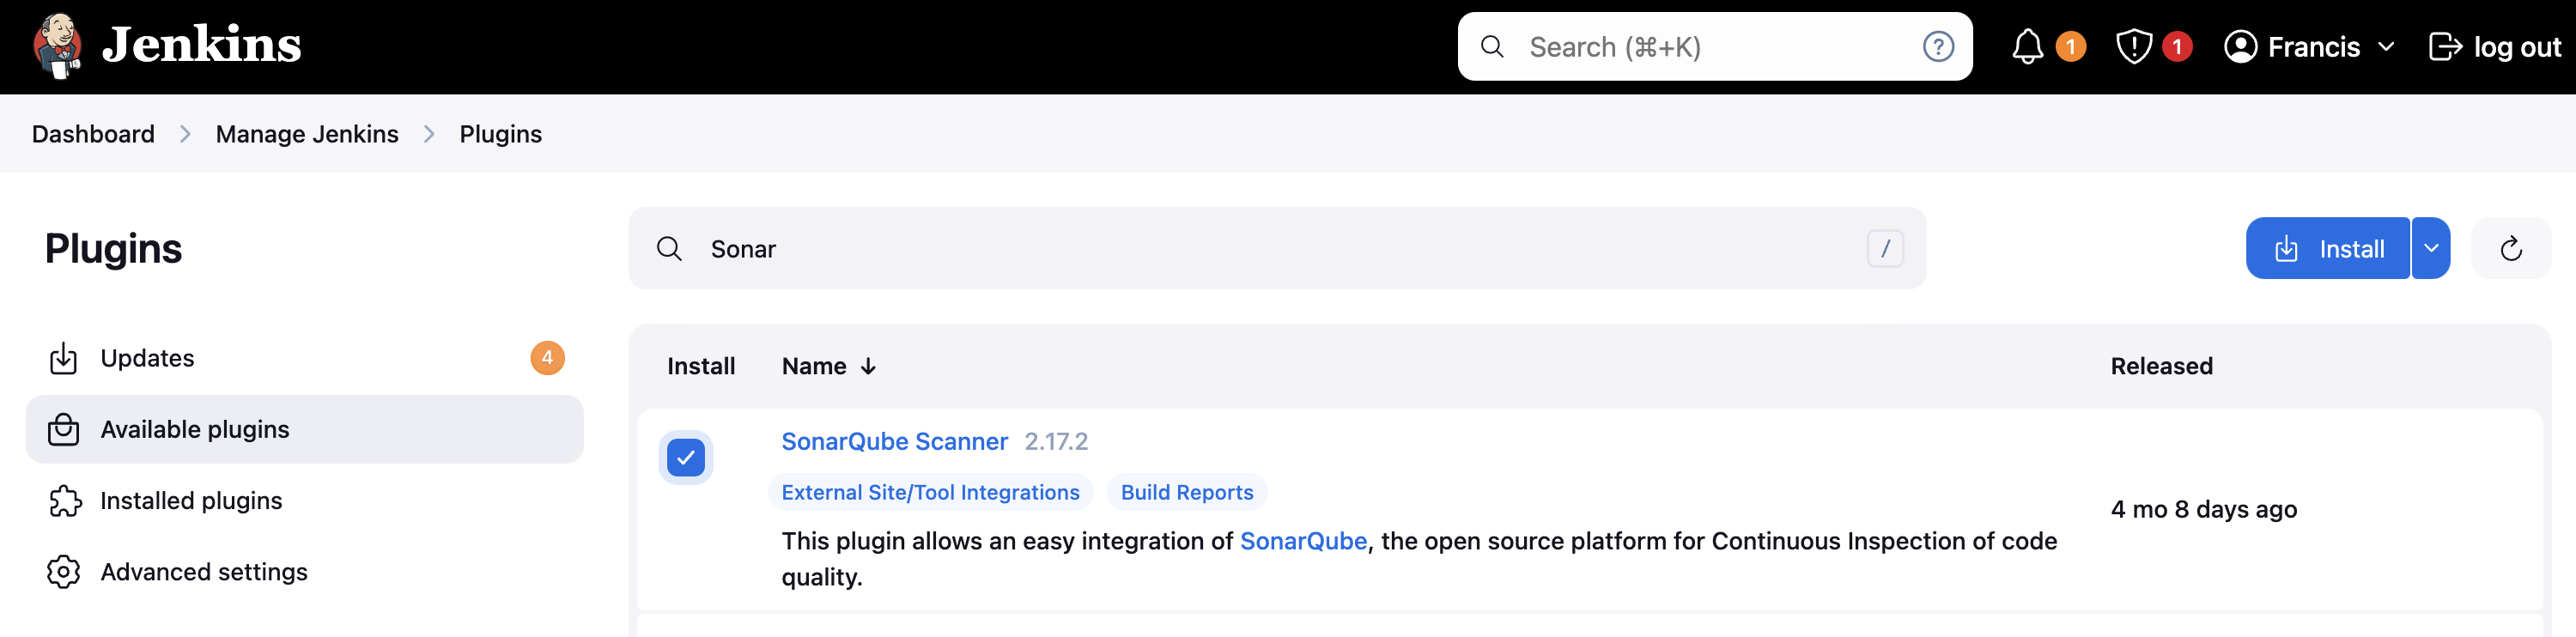 Jenkins
Search (⌘+K) ?
1
1
Francis
log out
Dashboard > Manage Jenkins > Plugins
Plugins
Sonar /
Install
Updates 4
Available plugins
Installed plugins
Advanced settings
Install Name ↓ Released
SonarQube Scanner 2.17.2
External Site/Tool Integrations Build Reports
This plugin allows an easy integration of SonarQube, the open source platform for Continuous Inspection of code
quality.
4 mo 8 days ago